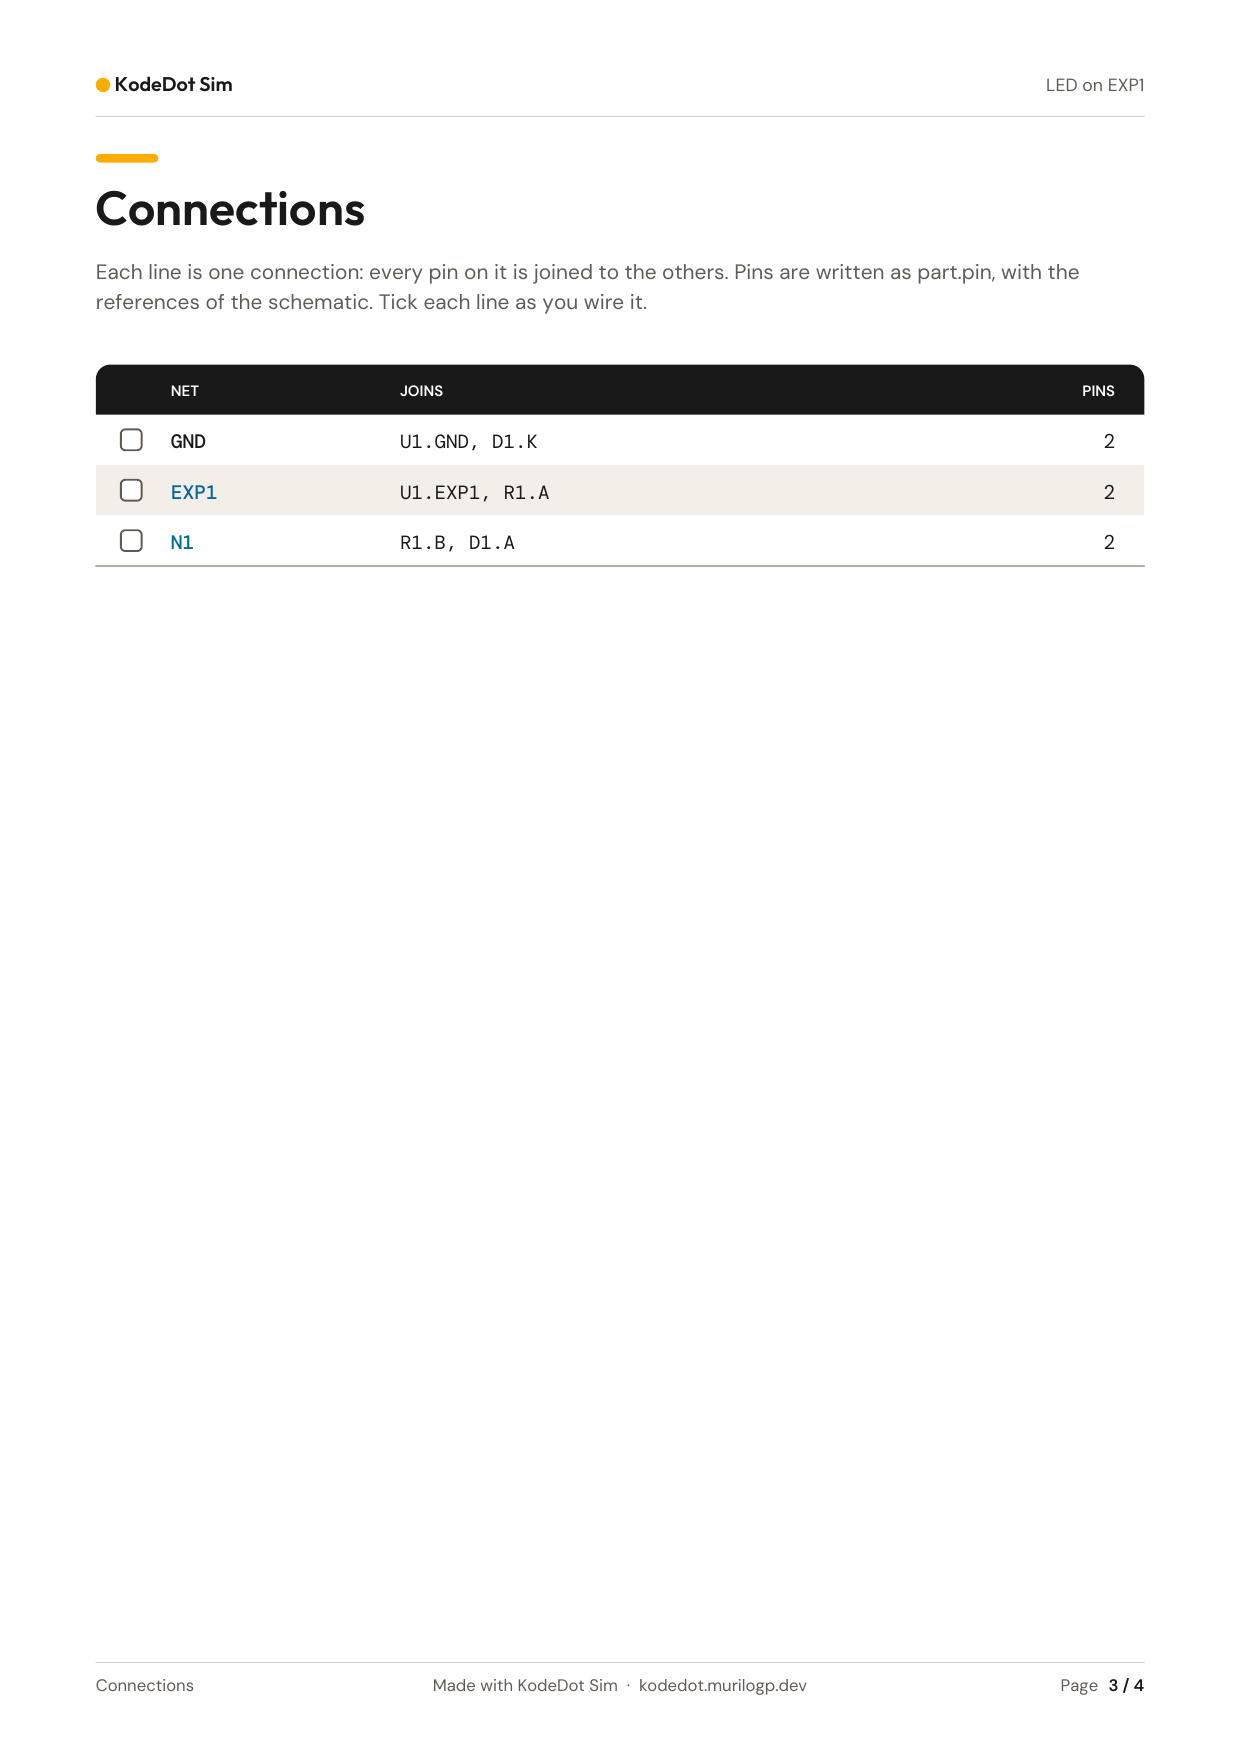 KodeDot Sim
LED on EXP1
Connections
Each line is one connection: every pin on it is joined to the others. Pins are written as part.pin, with the
references of the schematic. Tick each line as you wire it.
NET JOINS PINS
GND U1.GND, D1.K 2
EXP1 U1.EXP1, R1.A 2
N1 R1.B, D1.A 2
Connections
Made with KodeDot Sim · kodedot.murilogp.dev
Page 3 / 4